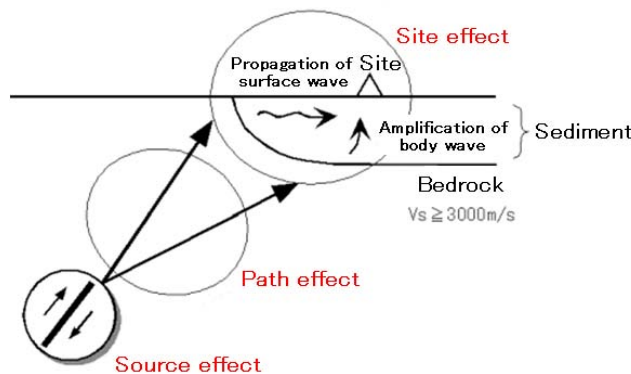 Site effect
Propagation of
surface wave
Site
Amplification of
body wave
Sediment
Bedrock
Vs≧3000m/s
Path effect
Source effect